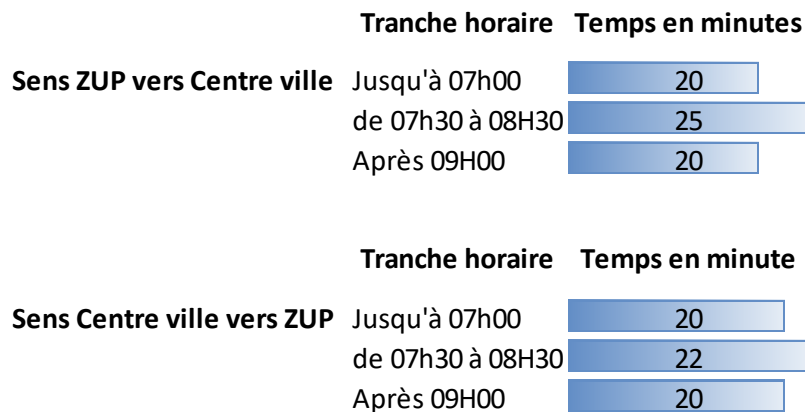 Tranche horaire Temps en minutes
Sens ZUP vers Centre ville Jusqu'à 07h00 20
de 07h30 à 08H30 25
Après 09H00 20
Tranche horaire Temps en minute
Sens Centre ville vers ZUP Jusqu'à 07h00 20
de 07h30 à 08H30 22
Après 09H00 20